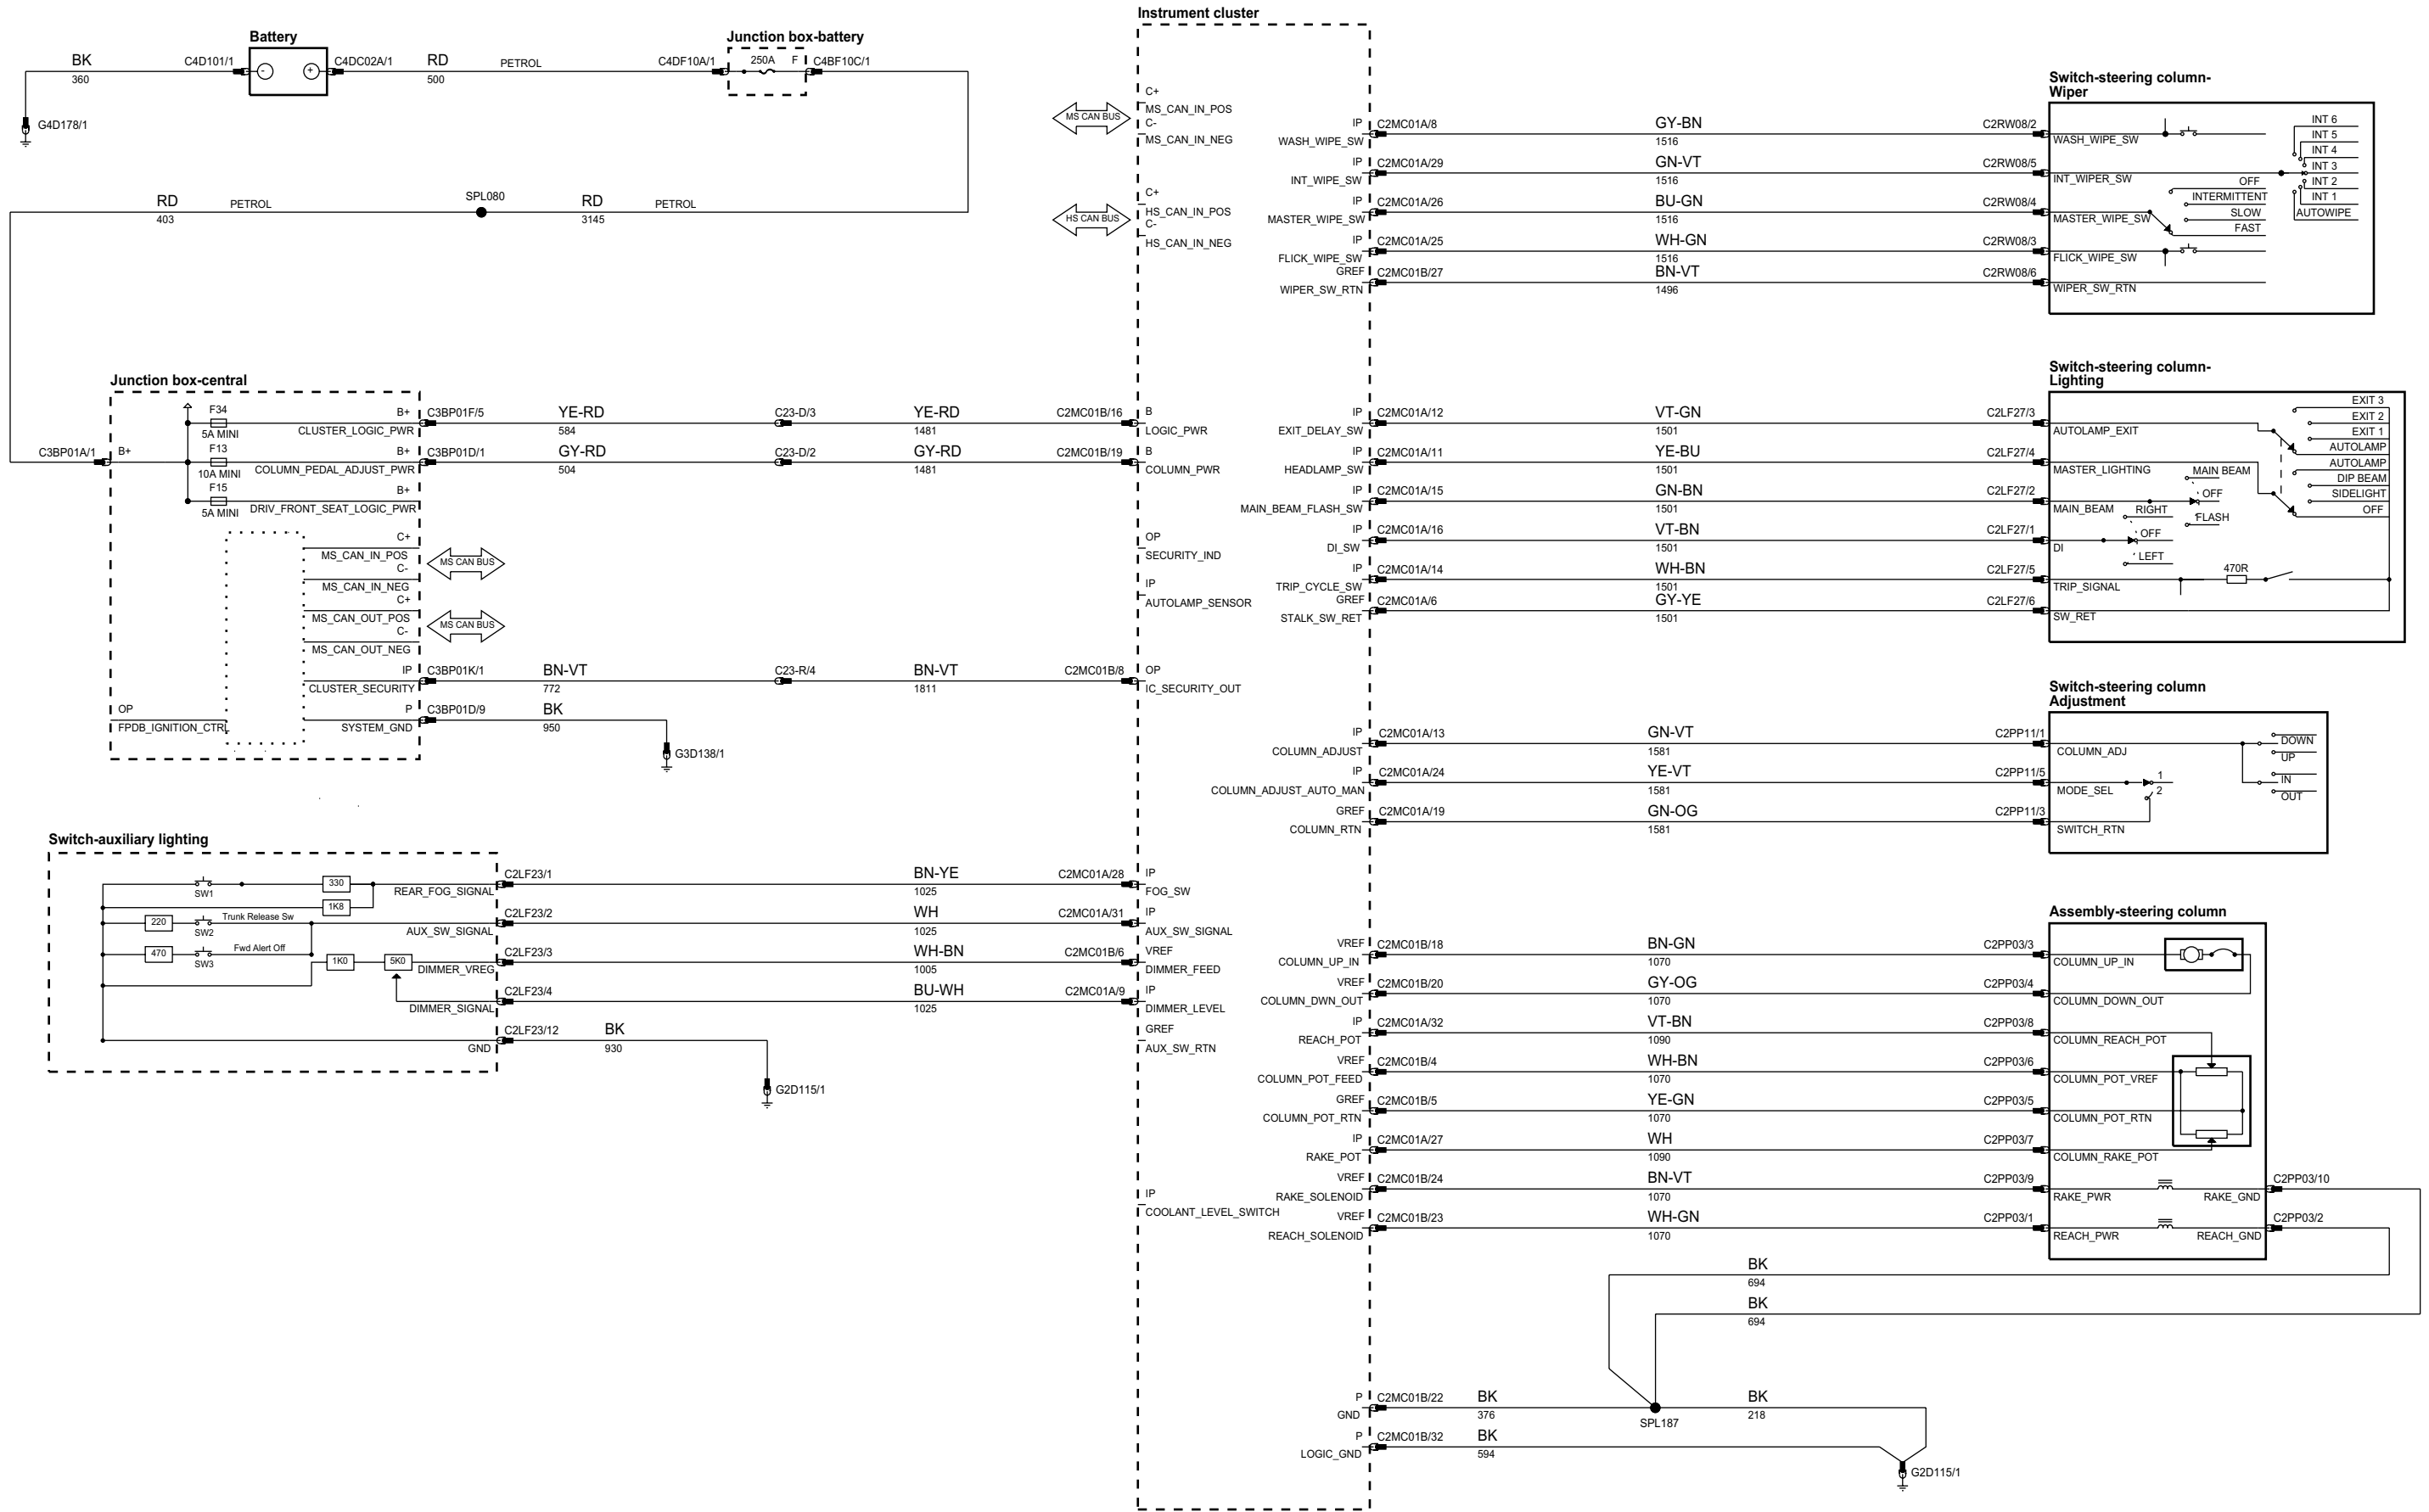 Instrument cluster
Battery
Junction box-battery
BK
360
C4D101/1
-
+
C4DC02A/1
RD
500
PETROL
C4DF10A/1
250A
F
C4BF10C/1
G4D178/1
RD
403
PETROL
SPL080
RD
3145
PETROL
MS CAN BUS
C+
MS_CAN_IN_POS
C-
MS_CAN_IN_NEG
HS CAN BUS
C+
HS_CAN_IN_POS
C-
HS_CAN_IN_NEG
Switch-steering column-
Wiper
IP
WASH_WIPE_SW
C2MC01A/8
GY-BN
1516
C2RW08/2
WASH_WIPE_SW
IP
INT_WIPE_SW
C2MC01A/29
GN-VT
1516
C2RW08/5
INT_WIPER_SW
IP
MASTER_WIPE_SW
C2MC01A/26
BU-GN
1516
C2RW08/4
MASTER_WIPE_SW
IP
FLICK_WIPE_SW
C2MC01A/25
WH-GN
1516
C2RW08/3
FLICK_WIPE_SW
GREF
WIPER_SW_RTN
C2MC01B/27
BN-VT
1496
C2RW08/6
WIPER_SW_RTN
INT 6
INT 5
INT 4
INT 3
INT 2
INT 1
AUTOWIPE
OFF
INTERMITTENT
SLOW
FAST
Junction box-central
C3BP01A/1
B+
F34
5A MINI
B+
CLUSTER_LOGIC_PWR
C3BP01F/5
YE-RD
584
C23-D/3
YE-RD
1481
C2MC01B/16
B
LOGIC_PWR
F13
10A MINI
B+
COLUMN_PEDAL_ADJUST_PWR
C3BP01D/1
GY-RD
504
C23-D/2
GY-RD
1481
C2MC01B/19
B
COLUMN_PWR
F15
5A MINI
B+
DRIV_FRONT_SEAT_LOGIC_PWR
C+
MS_CAN_IN_POS
C-
MS_CAN_IN_NEG
MS CAN BUS
C+
MS_CAN_OUT_POS
C-
MS_CAN_OUT_NEG
MS CAN BUS
IP
CLUSTER_SECURITY
C3BP01K/1
BN-VT
772
C23-R/4
BN-VT
1811
C2MC01B/8
OP
IC_SECURITY_OUT
OP
FPDB_IGNITION_CTRL
P
SYSTEM_GND
C3BP01D/9
BK
950
G3D138/1
OP
SECURITY_IND
IP
AUTOLAMP_SENSOR
Switch-steering column-
Lighting
IP
EXIT_DELAY_SW
C2MC01A/12
VT-GN
1501
C2LF27/3
AUTOLAMP_EXIT
IP
HEADLAMP_SW
C2MC01A/11
YE-BU
1501
C2LF27/4
MASTER_LIGHTING
IP
MAIN_BEAM_FLASH_SW
C2MC01A/15
GN-BN
1501
C2LF27/2
MAIN_BEAM
IP
DI_SW
C2MC01A/16
VT-BN
1501
C2LF27/1
DI
IP
TRIP_CYCLE_SW
C2MC01A/14
WH-BN
1501
C2LF27/5
TRIP_SIGNAL
GREF
STALK_SW_RET
C2MC01A/6
GY-YE
1501
C2LF27/6
SW_RET
EXIT 3
EXIT 2
EXIT 1
AUTOLAMP
AUTOLAMP
DIP BEAM
SIDELIGHT
OFF
MAIN BEAM
OFF
FLASH
RIGHT
OFF
LEFT
470R
Switch-steering column
Adjustment
IP
COLUMN_ADJUST
C2MC01A/13
GN-VT
1581
C2PP11/1
COLUMN_ADJ
IP
COLUMN_ADJUST_AUTO_MAN
C2MC01A/24
YE-VT
1581
C2PP11/5
MODE_SEL
GREF
COLUMN_RTN
C2MC01A/19
GN-OG
1581
C2PP11/3
SWITCH_RTN
1
2
DOWN
UP
IN
OUT
Switch-auxiliary lighting
SW1
330
1K8
REAR_FOG_SIGNAL
C2LF23/1
BN-YE
1025
C2MC01A/28
IP
FOG_SW
220
SW2
Trunk Release Sw
AUX_SW_SIGNAL
C2LF23/2
WH
1025
C2MC01A/31
IP
AUX_SW_SIGNAL
470
SW3
Fwd Alert Off
1K0
5K0
DIMMER_VREG
C2LF23/3
WH-BN
1005
C2MC01B/6
VREF
DIMMER_FEED
DIMMER_SIGNAL
C2LF23/4
BU-WH
1025
C2MC01A/9
IP
DIMMER_LEVEL
GND
C2LF23/12
BK
930
G2D115/1
GREF
AUX_SW_RTN
IP
COOLANT_LEVEL_SWITCH
Assembly-steering column
VREF
COLUMN_UP_IN
C2MC01B/18
BN-GN
1070
C2PP03/3
COLUMN_UP_IN
VREF
COLUMN_DWN_OUT
C2MC01B/20
GY-OG
1070
C2PP03/4
COLUMN_DOWN_OUT
IP
REACH_POT
C2MC01A/32
VT-BN
1090
C2PP03/8
COLUMN_REACH_POT
VREF
COLUMN_POT_FEED
C2MC01B/4
WH-BN
1070
C2PP03/6
COLUMN_POT_VREF
GREF
COLUMN_POT_RTN
C2MC01B/5
YE-GN
1070
C2PP03/5
COLUMN_POT_RTN
IP
RAKE_POT
C2MC01A/27
WH
1090
C2PP03/7
COLUMN_RAKE_POT
VREF
RAKE_SOLENOID
C2MC01B/24
BN-VT
1070
C2PP03/9
RAKE_PWR
RAKE_GND
C2PP03/10
VREF
REACH_SOLENOID
C2MC01B/23
WH-GN
1070
C2PP03/1
REACH_PWR
REACH_GND
C2PP03/2
BK
694
BK
694
P
GND
C2MC01B/22
BK
376
SPL187
BK
218
P
LOGIC_GND
C2MC01B/32
BK
594
G2D115/1